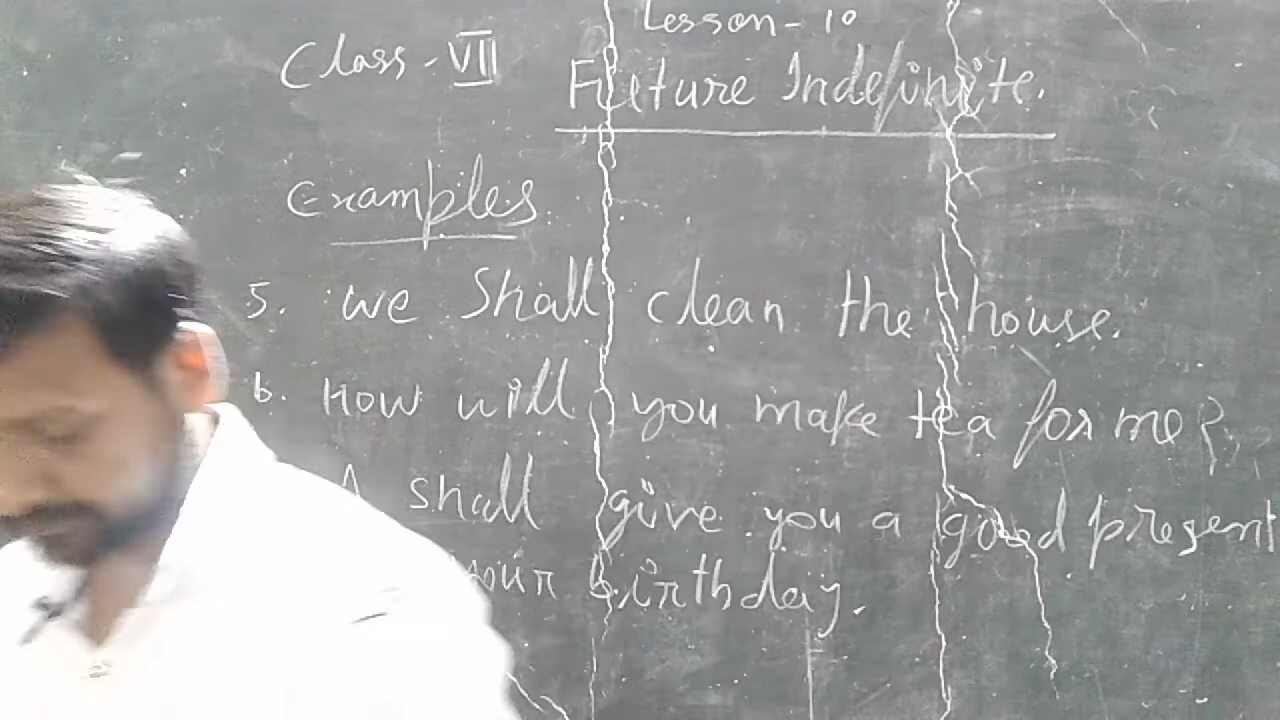 Lesson - 10
Class - VII
Future Indefinite.
Examples
5. we shall clean the house.
6. How will you make tea for me?
shall give you a good present
your birthday.